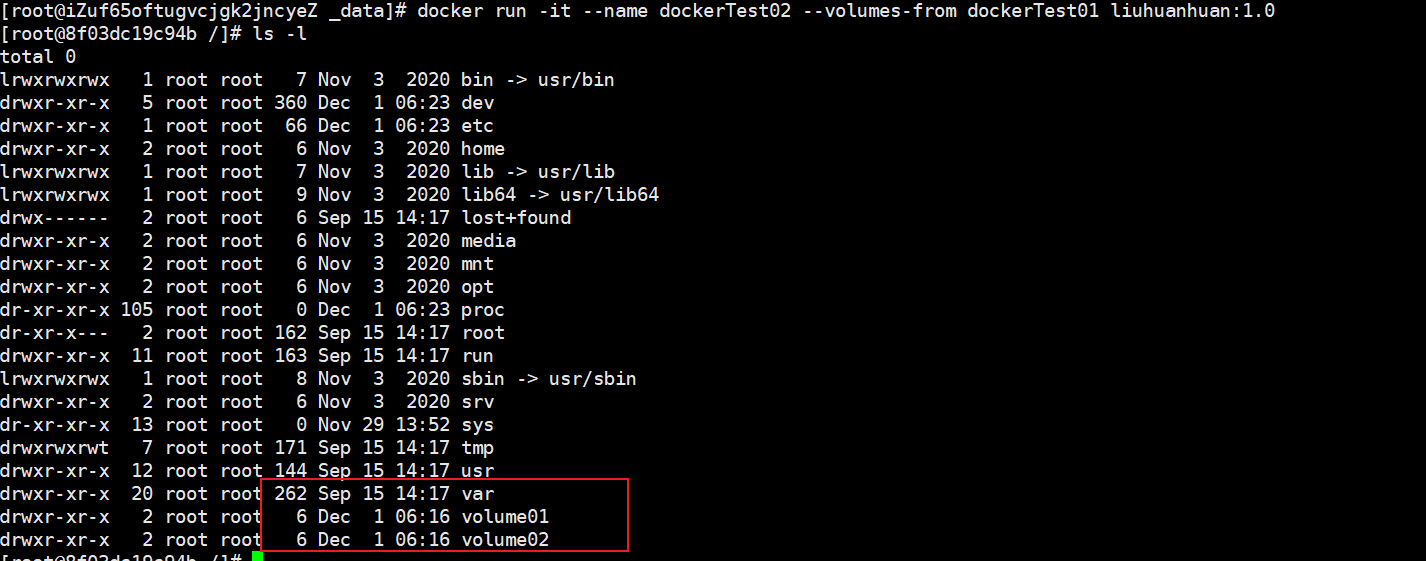 [root@iZuf65oftugvcjgk2jncyeZ _data]# docker run -it --name dockerTest02 --volumes-from dockerTest01 liuhuanhuan:1.0
[root@8f03dc19c94b /]# ls -l
total 0
lrwxrwxrwx   1 root root   7 Nov  3  2020 bin -> usr/bin
drwxr-xr-x   5 root root 360 Dec  1 06:23 dev
drwxr-xr-x   1 root root  66 Dec  1 06:23 etc
drwxr-xr-x   2 root root   6 Nov  3  2020 home
lrwxrwxrwx   1 root root   7 Nov  3  2020 lib -> usr/lib
lrwxrwxrwx   1 root root   9 Nov  3  2020 lib64 -> usr/lib64
drwx------   2 root root   6 Sep 15 14:17 lost+found
drwxr-xr-x   2 root root   6 Nov  3  2020 media
drwxr-xr-x   2 root root   6 Nov  3  2020 mnt
drwxr-xr-x   2 root root   6 Nov  3  2020 opt
dr-xr-xr-x 105 root root   0 Dec  1 06:23 proc
dr-xr-x---   2 root root 162 Sep 15 14:17 root
drwxr-xr-x  11 root root 163 Sep 15 14:17 run
lrwxrwxrwx   1 root root   8 Nov  3  2020 sbin -> usr/sbin
drwxr-xr-x   2 root root   6 Nov  3  2020 srv
dr-xr-xr-x  13 root root   0 Nov 29 13:52 sys
drwxrwxrwt   7 root root 171 Sep 15 14:17 tmp
drwxr-xr-x  12 root root 144 Sep 15 14:17 usr
drwxr-xr-x  20 root root 262 Sep 15 14:17 var
drwxr-xr-x   2 root root   6 Dec  1 06:16 volume01
drwxr-xr-x   2 root root   6 Dec  1 06:16 volume02
[root@8f03dc19c94b /]#